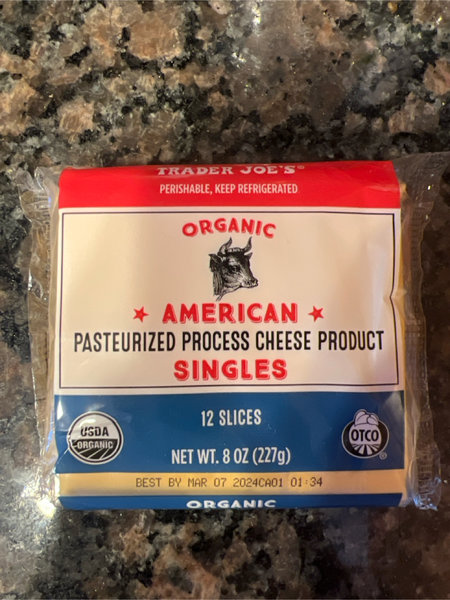 TRADER JOE'S®
PERISHABLE, KEEP REFRIGERATED
ORGANIC
AMERICAN
PASTEURIZED PROCESS CHEESE PRODUCT
SINGLES
12 SLICES
USDA
ORGANIC
OTCO
®
NET WT. 8 OZ (227g)
BEST BY MAR 07 2024CA01 01:34
ORGANIC